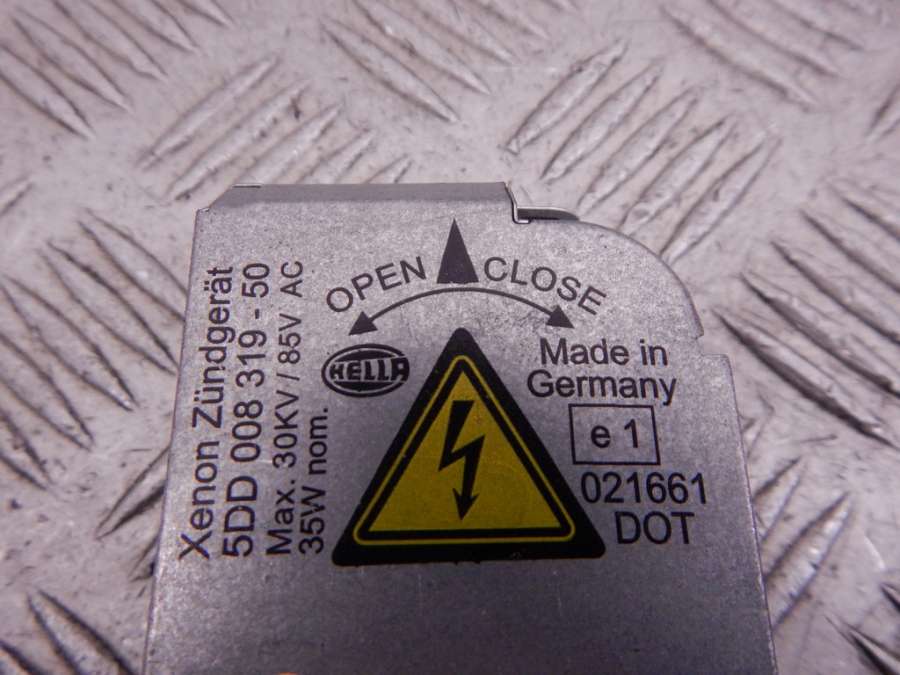 OPEN CLOSE
HELLA
Made in
Germany
e 1
021661
DOT
Xenon Zündgerät
5DD 008 319 - 50
Max. 30KV / 85V AC
35W nom.